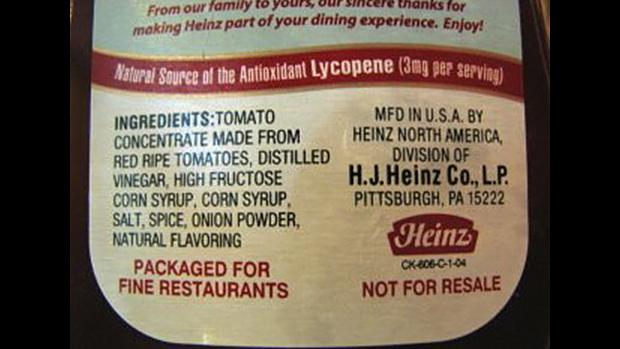 From our family to yours, our sincere thanks for
making Heinz part of your dining experience. Enjoy!
Natural Source of the Antioxidant Lycopene (3mg per serving)
INGREDIENTS:TOMATO
CONCENTRATE MADE FROM
RED RIPE TOMATOES, DISTILLED
VINEGAR, HIGH FRUCTOSE
CORN SYRUP, CORN SYRUP,
SALT, SPICE, ONION POWDER,
NATURAL FLAVORING
PACKAGED FOR
FINE RESTAURANTS
MFD IN U.S.A. BY
HEINZ NORTH AMERICA,
DIVISION OF
H.J.Heinz Co., L.P.
PITTSBURGH, PA 15222
Heinz
CK-606-C-1-04
NOT FOR RESALE